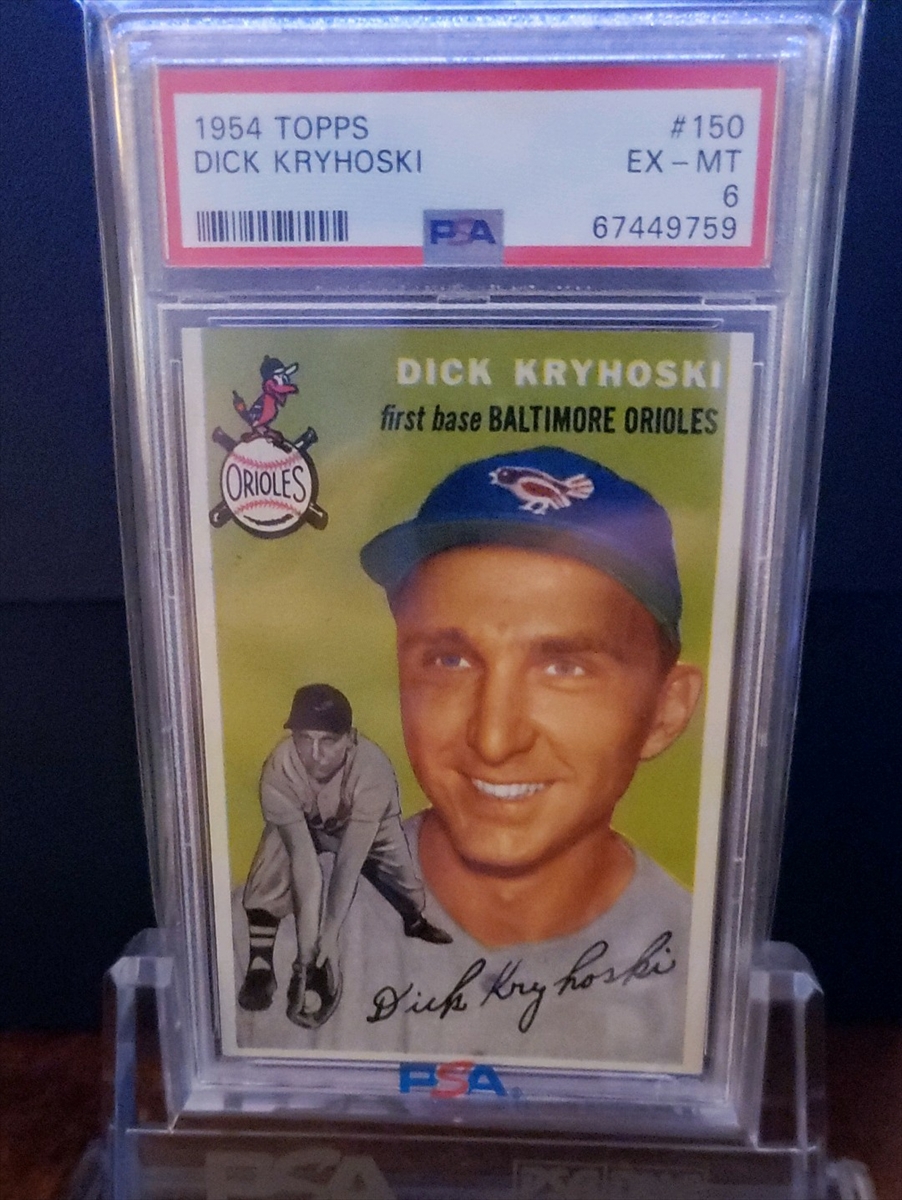 1954 TOPPS #150
DICK KRYHOSKI EX - MT
6
PSA 67449759
DICK KRYHOSKI
first base BALTIMORE ORIOLES
ORIOLES
Dick Kryhoski
PSA
PSA